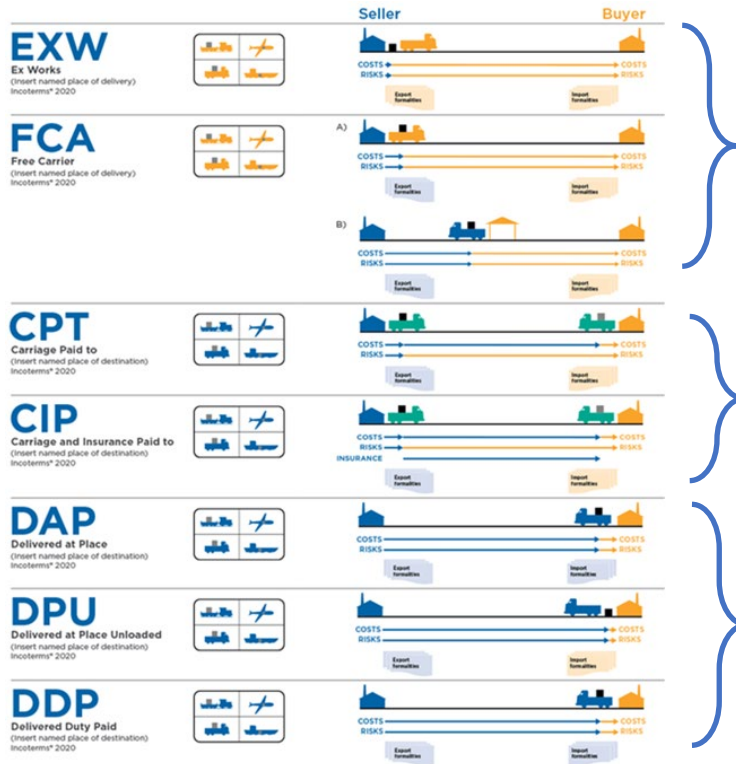 Seller Buyer
EXW
Ex Works
(Insert named place of delivery)
Incoterms® 2020
COSTS COSTS
RISKS RISKS
Export formalities Import formalities
FCA
Free Carrier
(Insert named place of delivery)
Incoterms® 2020
A)
COSTS COSTS
RISKS RISKS
Export formalities Import formalities
B)
COSTS COSTS
RISKS RISKS
Export formalities Import formalities
CPT
Carriage Paid to
(Insert named place of destination)
Incoterms® 2020
COSTS COSTS
RISKS RISKS
Export formalities Import formalities
CIP
Carriage and Insurance Paid to
(Insert named place of destination)
Incoterms® 2020
COSTS COSTS
RISKS RISKS
INSURANCE
Export formalities Import formalities
DAP
Delivered at Place
(Insert named place of destination)
Incoterms® 2020
COSTS COSTS
RISKS RISKS
Export formalities Import formalities
DPU
Delivered at Place Unloaded
(Insert named place of destination)
Incoterms® 2020
COSTS COSTS
RISKS RISKS
Export formalities Import formalities
DDP
Delivered Duty Paid
(Insert named place of destination)
Incoterms® 2020
COSTS COSTS
RISKS RISKS
Export formalities Import formalities